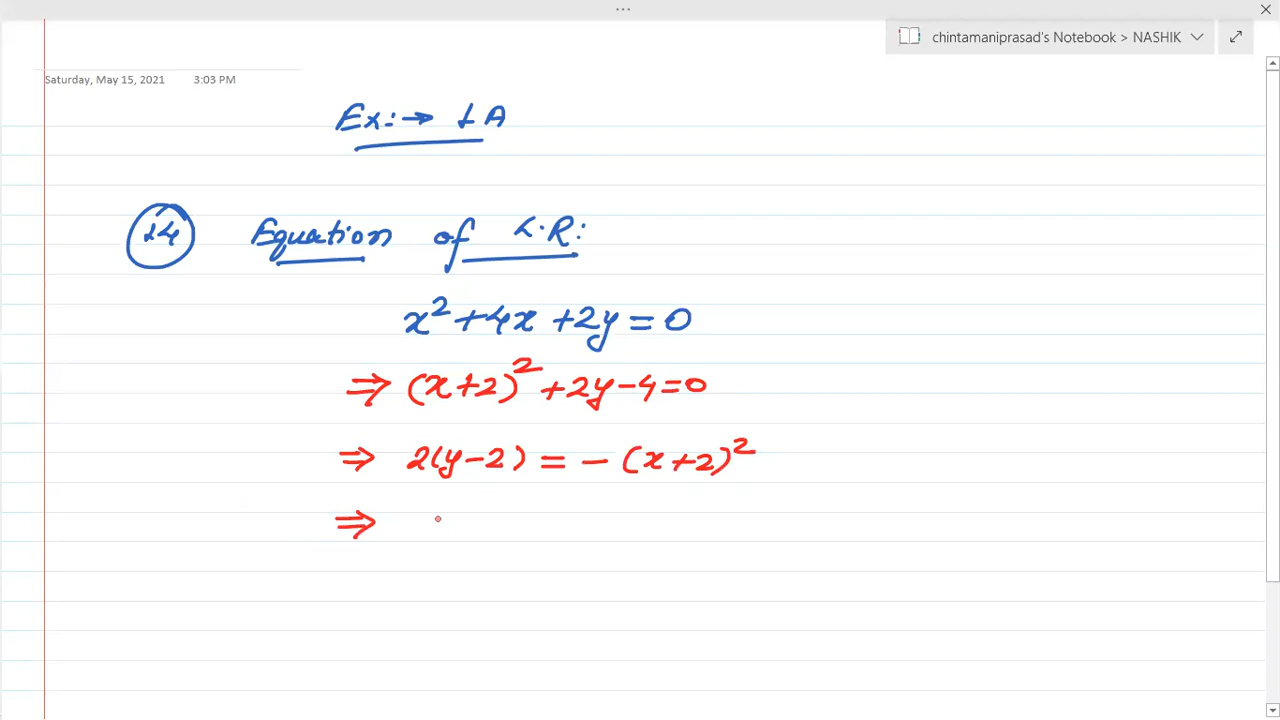 ...
chintamaniprasad's Notebook > NASHIK
Saturday, May 15, 2021 3:03 PM
Ex:→ 1A
14 Equation of L.R:
x²+4x+2y=0
⇒ (x+2)²+2y-4=0
⇒ 2(y-2) = -(x+2)²
⇒